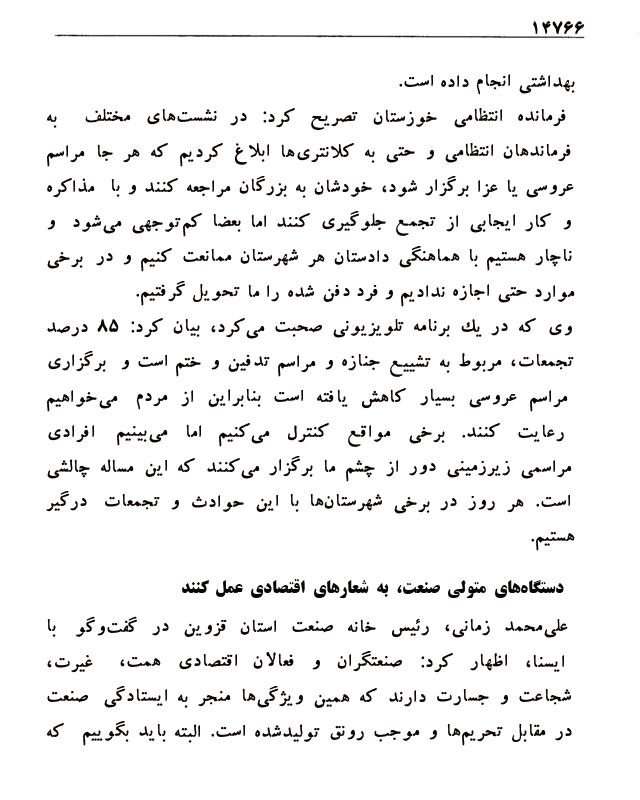 ۱۴۷۶۶
بهداشتی انجام داده است.
فرمانده انتظامی خوزستان تصریح کرد: در نشست‌های مختلف به
فرماندهان انتظامی و حتی به کلانتری‌ها ابلاغ کردیم که هر جا مراسم
عروسی یا عزا برگزار شود، خودشان به بزرگان مراجعه کنند و با مذاکره
و کار ایجابی از تجمع جلوگیری کنند اما بعضا کم‌توجهی می‌شود و
ناچار هستیم با هماهنگی دادستان هر شهرستان ممانعت کنیم و در برخی
موارد حتی اجازه ندادیم و فرد دفن شده را ما تحویل گرفتیم.
وی که در یك برنامه تلویزیونی صحبت می‌کرد، بیان کرد: ۸۵ درصد
تجمعات، مربوط به تشییع جنازه و مراسم تدفین و ختم است و برگزاری
مراسم عروسی بسیار کاهش یافته است بنابراین از مردم می‌خواهیم
رعایت کنند. برخی مواقع کنترل می‌کنیم اما می‌بینیم افرادی
مراسمی زیرزمینی دور از چشم ما برگزار می‌کنند که این مساله چالشی
است. هر روز در برخی شهرستان‌ها با این حوادث و تجمعات درگیر
هستیم.
دستگاه‌های متولی صنعت، به شعارهای اقتصادی عمل کنند
علی‌محمد زمانی، رئیس خانه صنعت استان قزوین در گفت‌وگو با
ایسنا، اظهار کرد: صنعتگران و فعالان اقتصادی همت، غیرت،
شجاعت و جسارت دارند که همین ویژگی‌ها منجر به ایستادگی صنعت
در مقابل تحریم‌ها و موجب رونق تولیدشده است. البته باید بگوییم که